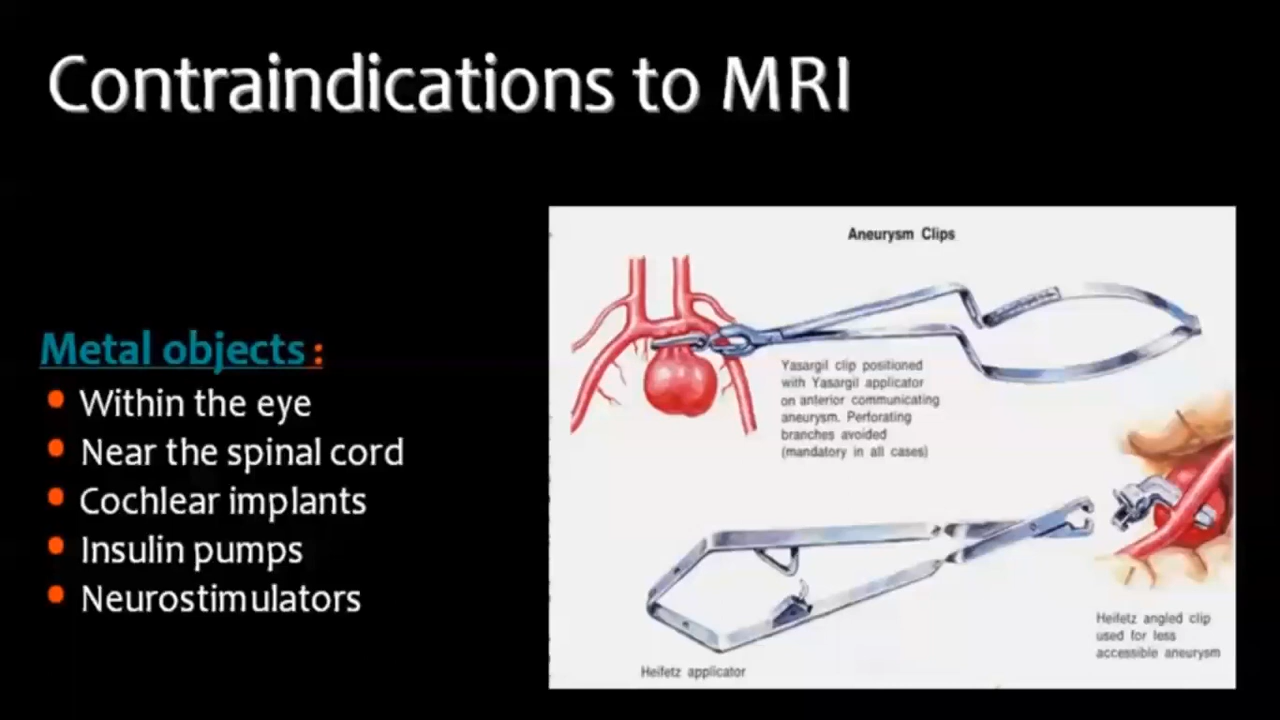 Contraindications to MRI
Metal objects :
• Within the eye
• Near the spinal cord
• Cochlear implants
• Insulin pumps
• Neurostimulators
Aneurysm Clips
Yasargil clip positioned
with Yasargil applicator
on anterior communicating
aneurysm. Perforating
branches avoided
(mandatory in all cases)
Heifetz angled clip
used for less
accessible aneurysm
Heifetz applicator